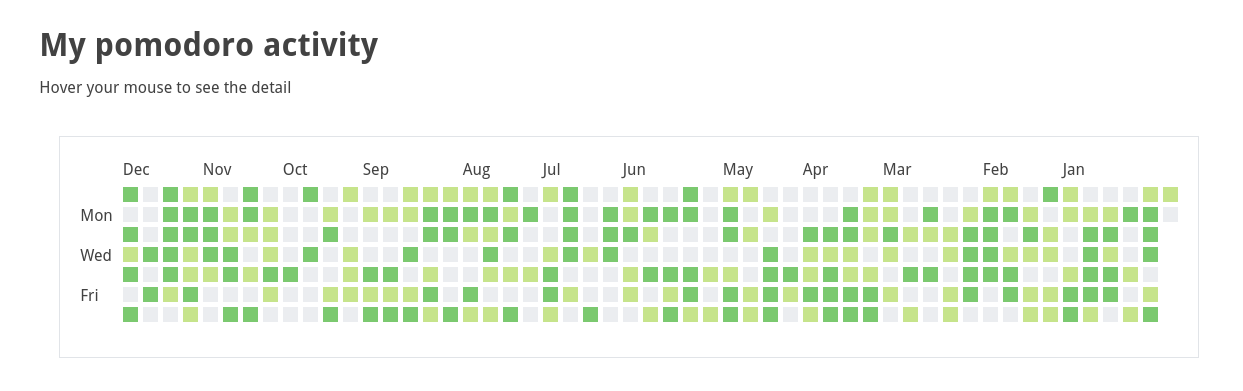 My pomodoro activity
Hover your mouse to see the detail
Dec Nov Oct Sep Aug Jul Jun May Apr Mar Feb Jan
Mon
Wed
Fri